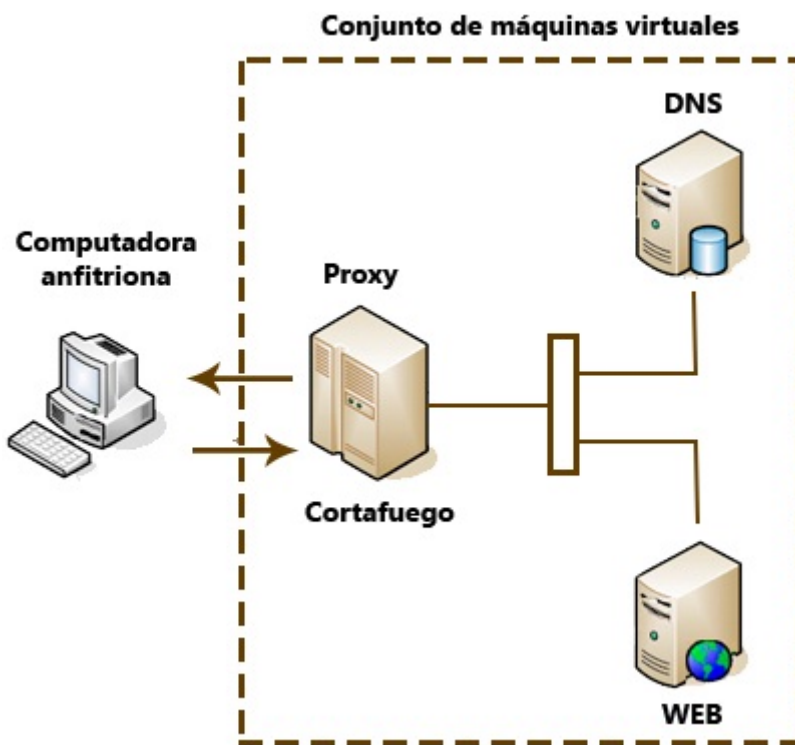 Conjunto de máquinas virtuales
DNS
Computadora
anfitriona
Proxy
Cortafuego
WEB